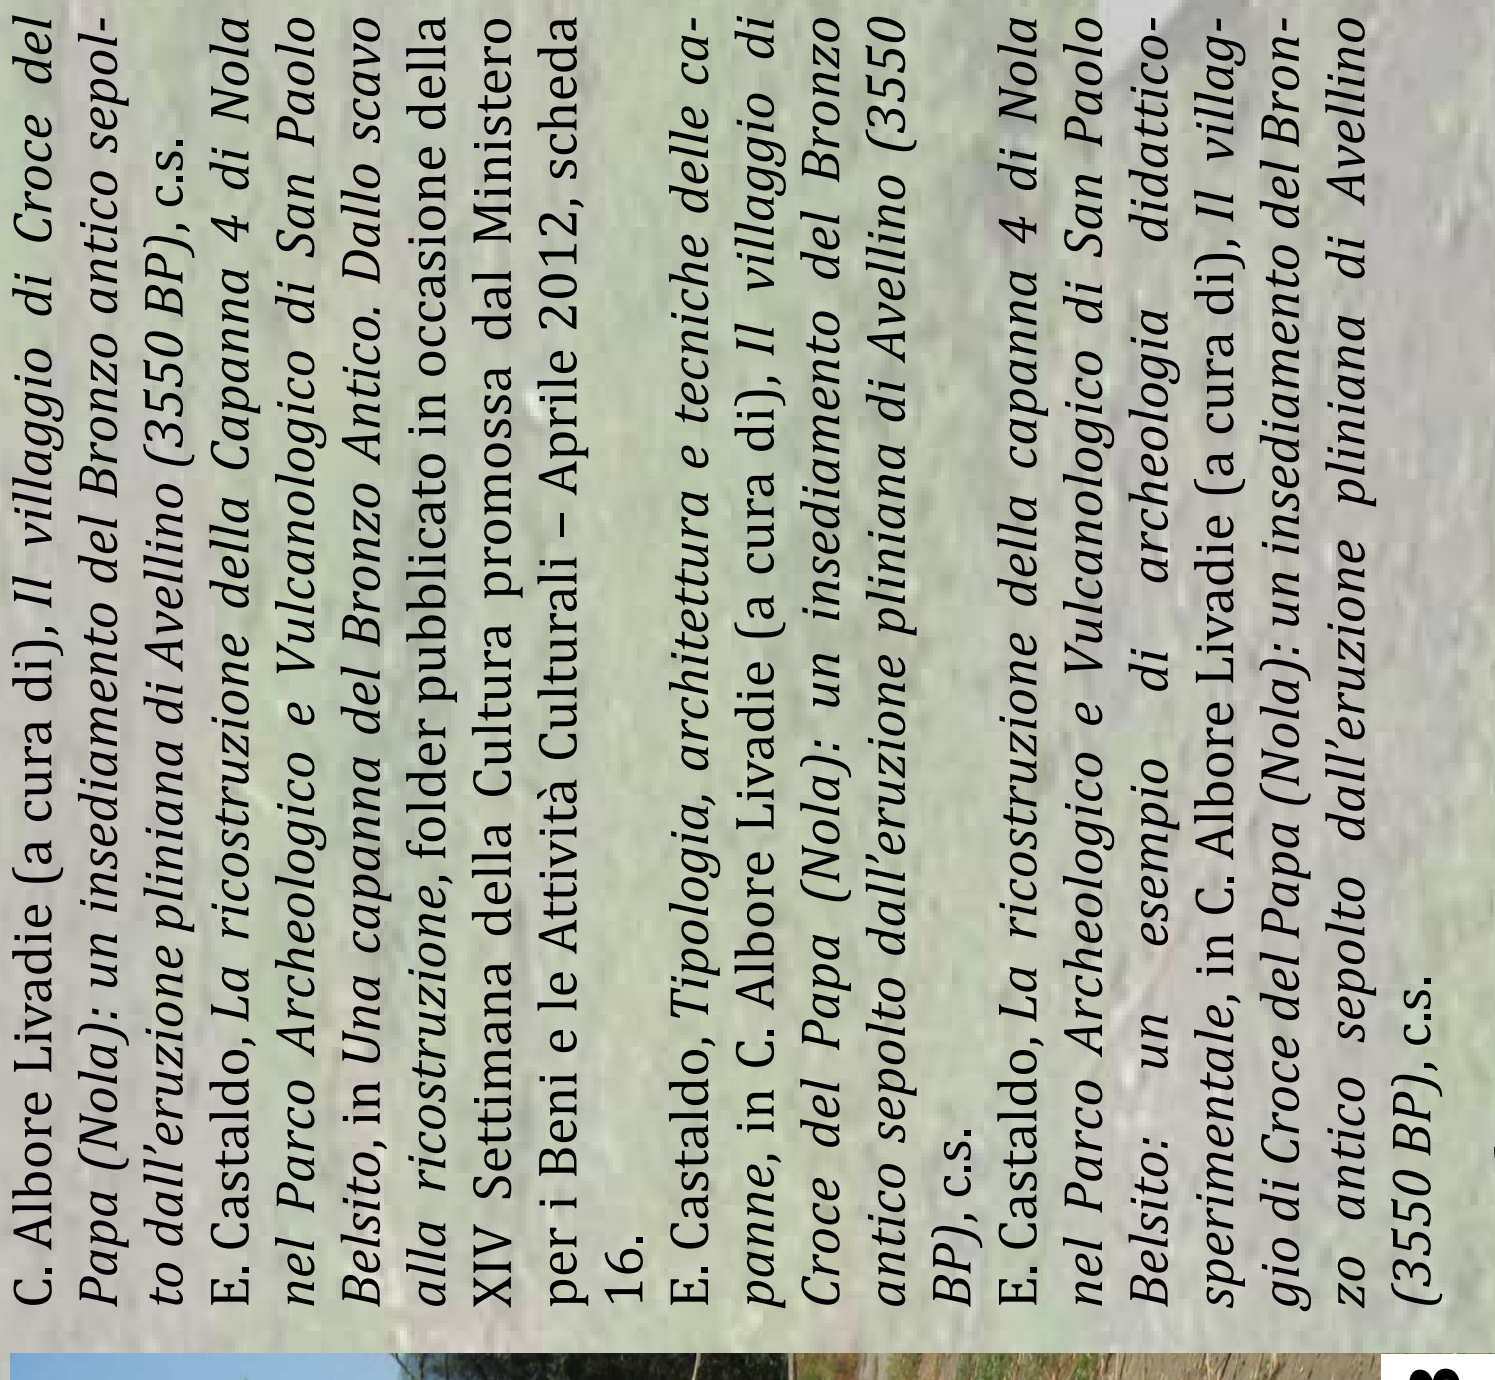 C. Albore Livadie (a cura di), Il villaggio di Croce del
Papa (Nola): un insediamento del Bronzo antico sepol-
to dall'eruzione pliniana di Avellino (3550 BP), c.s.
E. Castaldo, La ricostruzione della Capanna 4 di Nola
nel Parco Archeologico e Vulcanologico di San Paolo
Belsito, in Una capanna del Bronzo Antico. Dallo scavo
alla ricostruzione, folder pubblicato in occasione della
XIV Settimana della Cultura promossa dal Ministero
per i Beni e le Attività Culturali – Aprile 2012, scheda
16.
E. Castaldo, Tipologia, architettura e tecniche delle ca-
panne, in C. Albore Livadie (a cura di), Il villaggio di
Croce del Papa (Nola): un insediamento del Bronzo
antico sepolto dall'eruzione pliniana di Avellino (3550
BP), c.s.
E. Castaldo, La ricostruzione della capanna 4 di Nola
nel Parco Archeologico e Vulcanologico di San Paolo
Belsito: un esempio di archeologia didattico-
sperimentale, in C. Albore Livadie (a cura di), Il villag-
gio di Croce del Papa (Nola): un insediamento del Bron-
zo antico sepolto dall'eruzione pliniana di Avellino
(3550 BP), c.s.